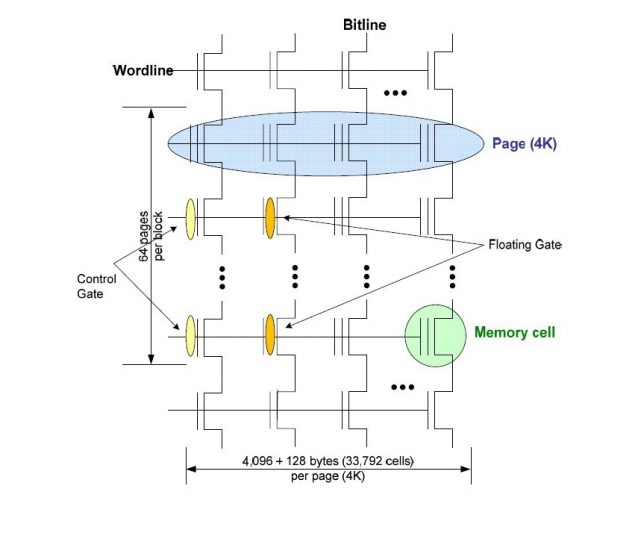 Bitline
Wordline
Page (4K)
64 pages
per block
Floating Gate
Control
Gate
Memory cell
4,096 + 128 bytes (33,792 cells)
per page (4K)